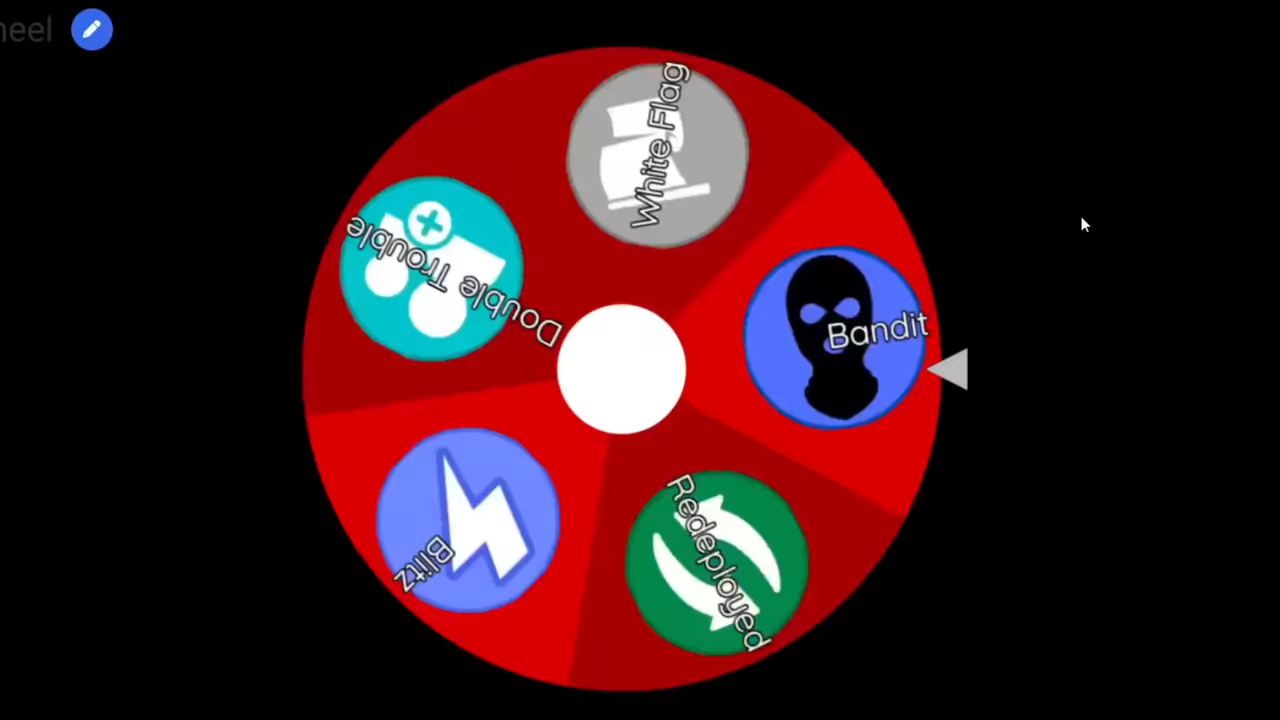 heel
White Flag
Double Trouble
Bandit
Blitz
Redeployed